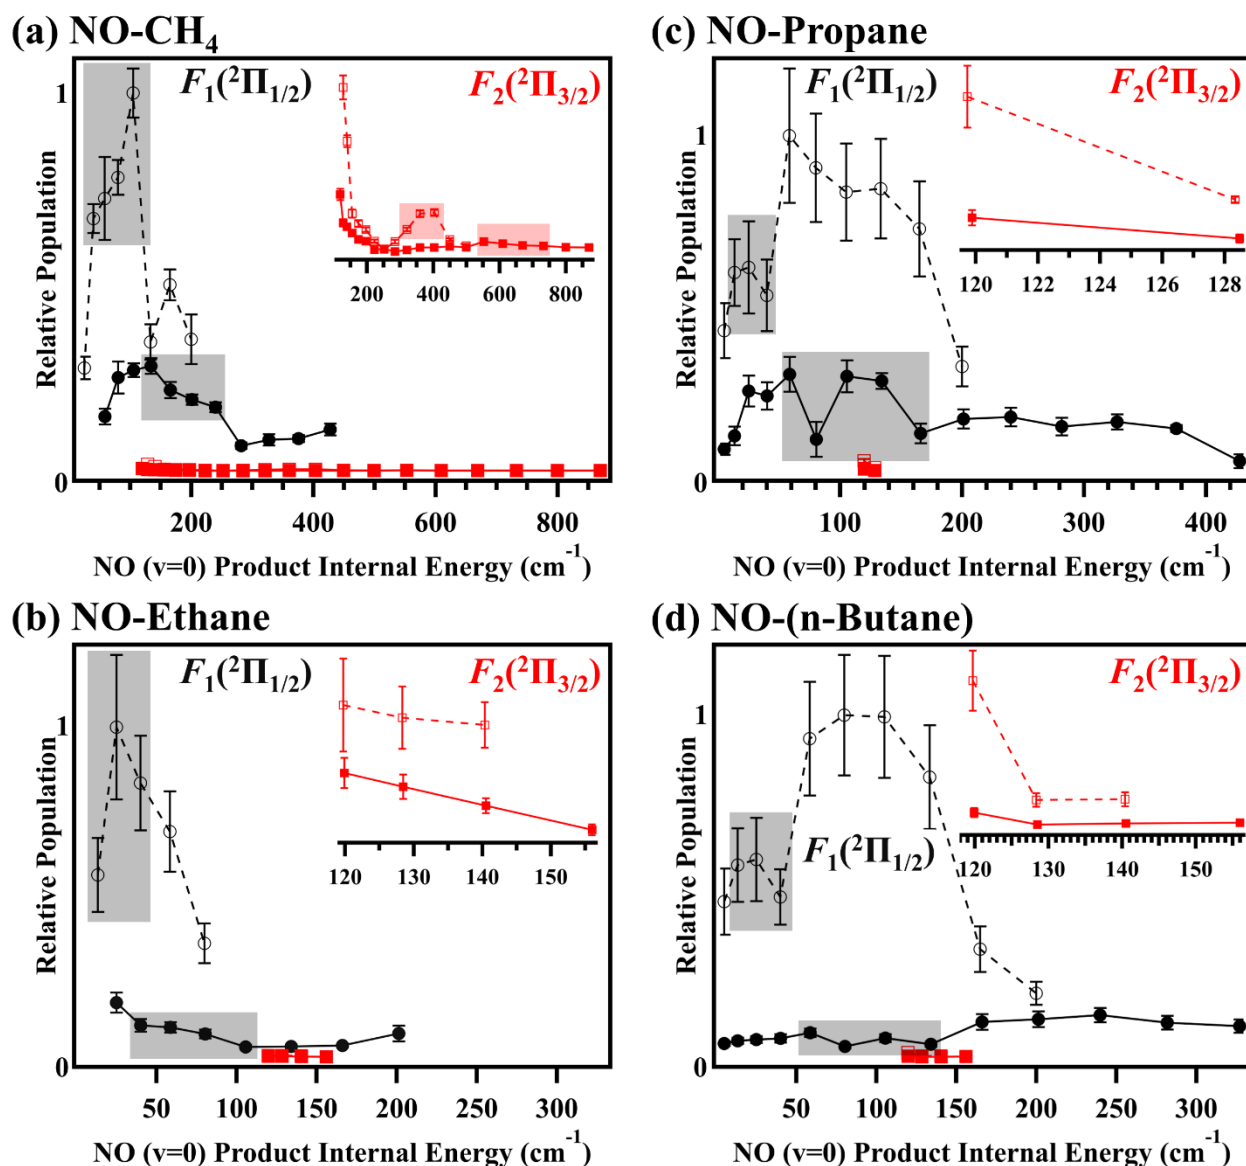 (a) NO-CH4
F1(²Π1/2)
F2(²Π3/2)
1
0
Relative Population
200 400 600 800
200 400 600 800
NO (v=0) Product Internal Energy (cm⁻¹)
(c) NO-Propane
F1(²Π1/2)
F2(²Π3/2)
1
0
Relative Population
120 122 124 126 128
100 200 300 400
NO (v=0) Product Internal Energy (cm⁻¹)
(b) NO-Ethane
F1(²Π1/2)
F2(²Π3/2)
1
0
Relative Population
120 130 140 150
50 100 150 200 250 300
NO (v=0) Product Internal Energy (cm⁻¹)
(d) NO-(n-Butane)
F2(²Π3/2)
F1(²Π1/2)
1
0
Relative Population
120 130 140 150
50 100 150 200 250 300
NO (v=0) Product Internal Energy (cm⁻¹)